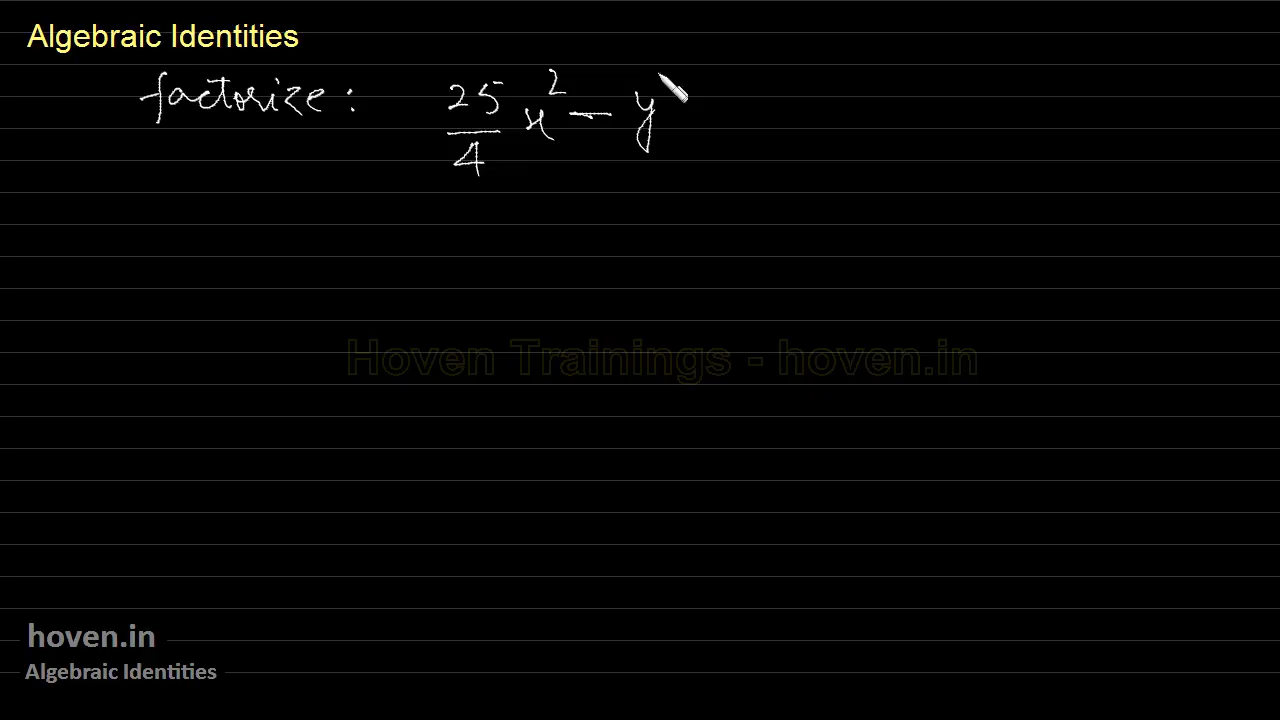 Algebraic Identities
factorize: 25/4 x² - y
Hoven Trainings - hoven.in
hoven.in
Algebraic Identities